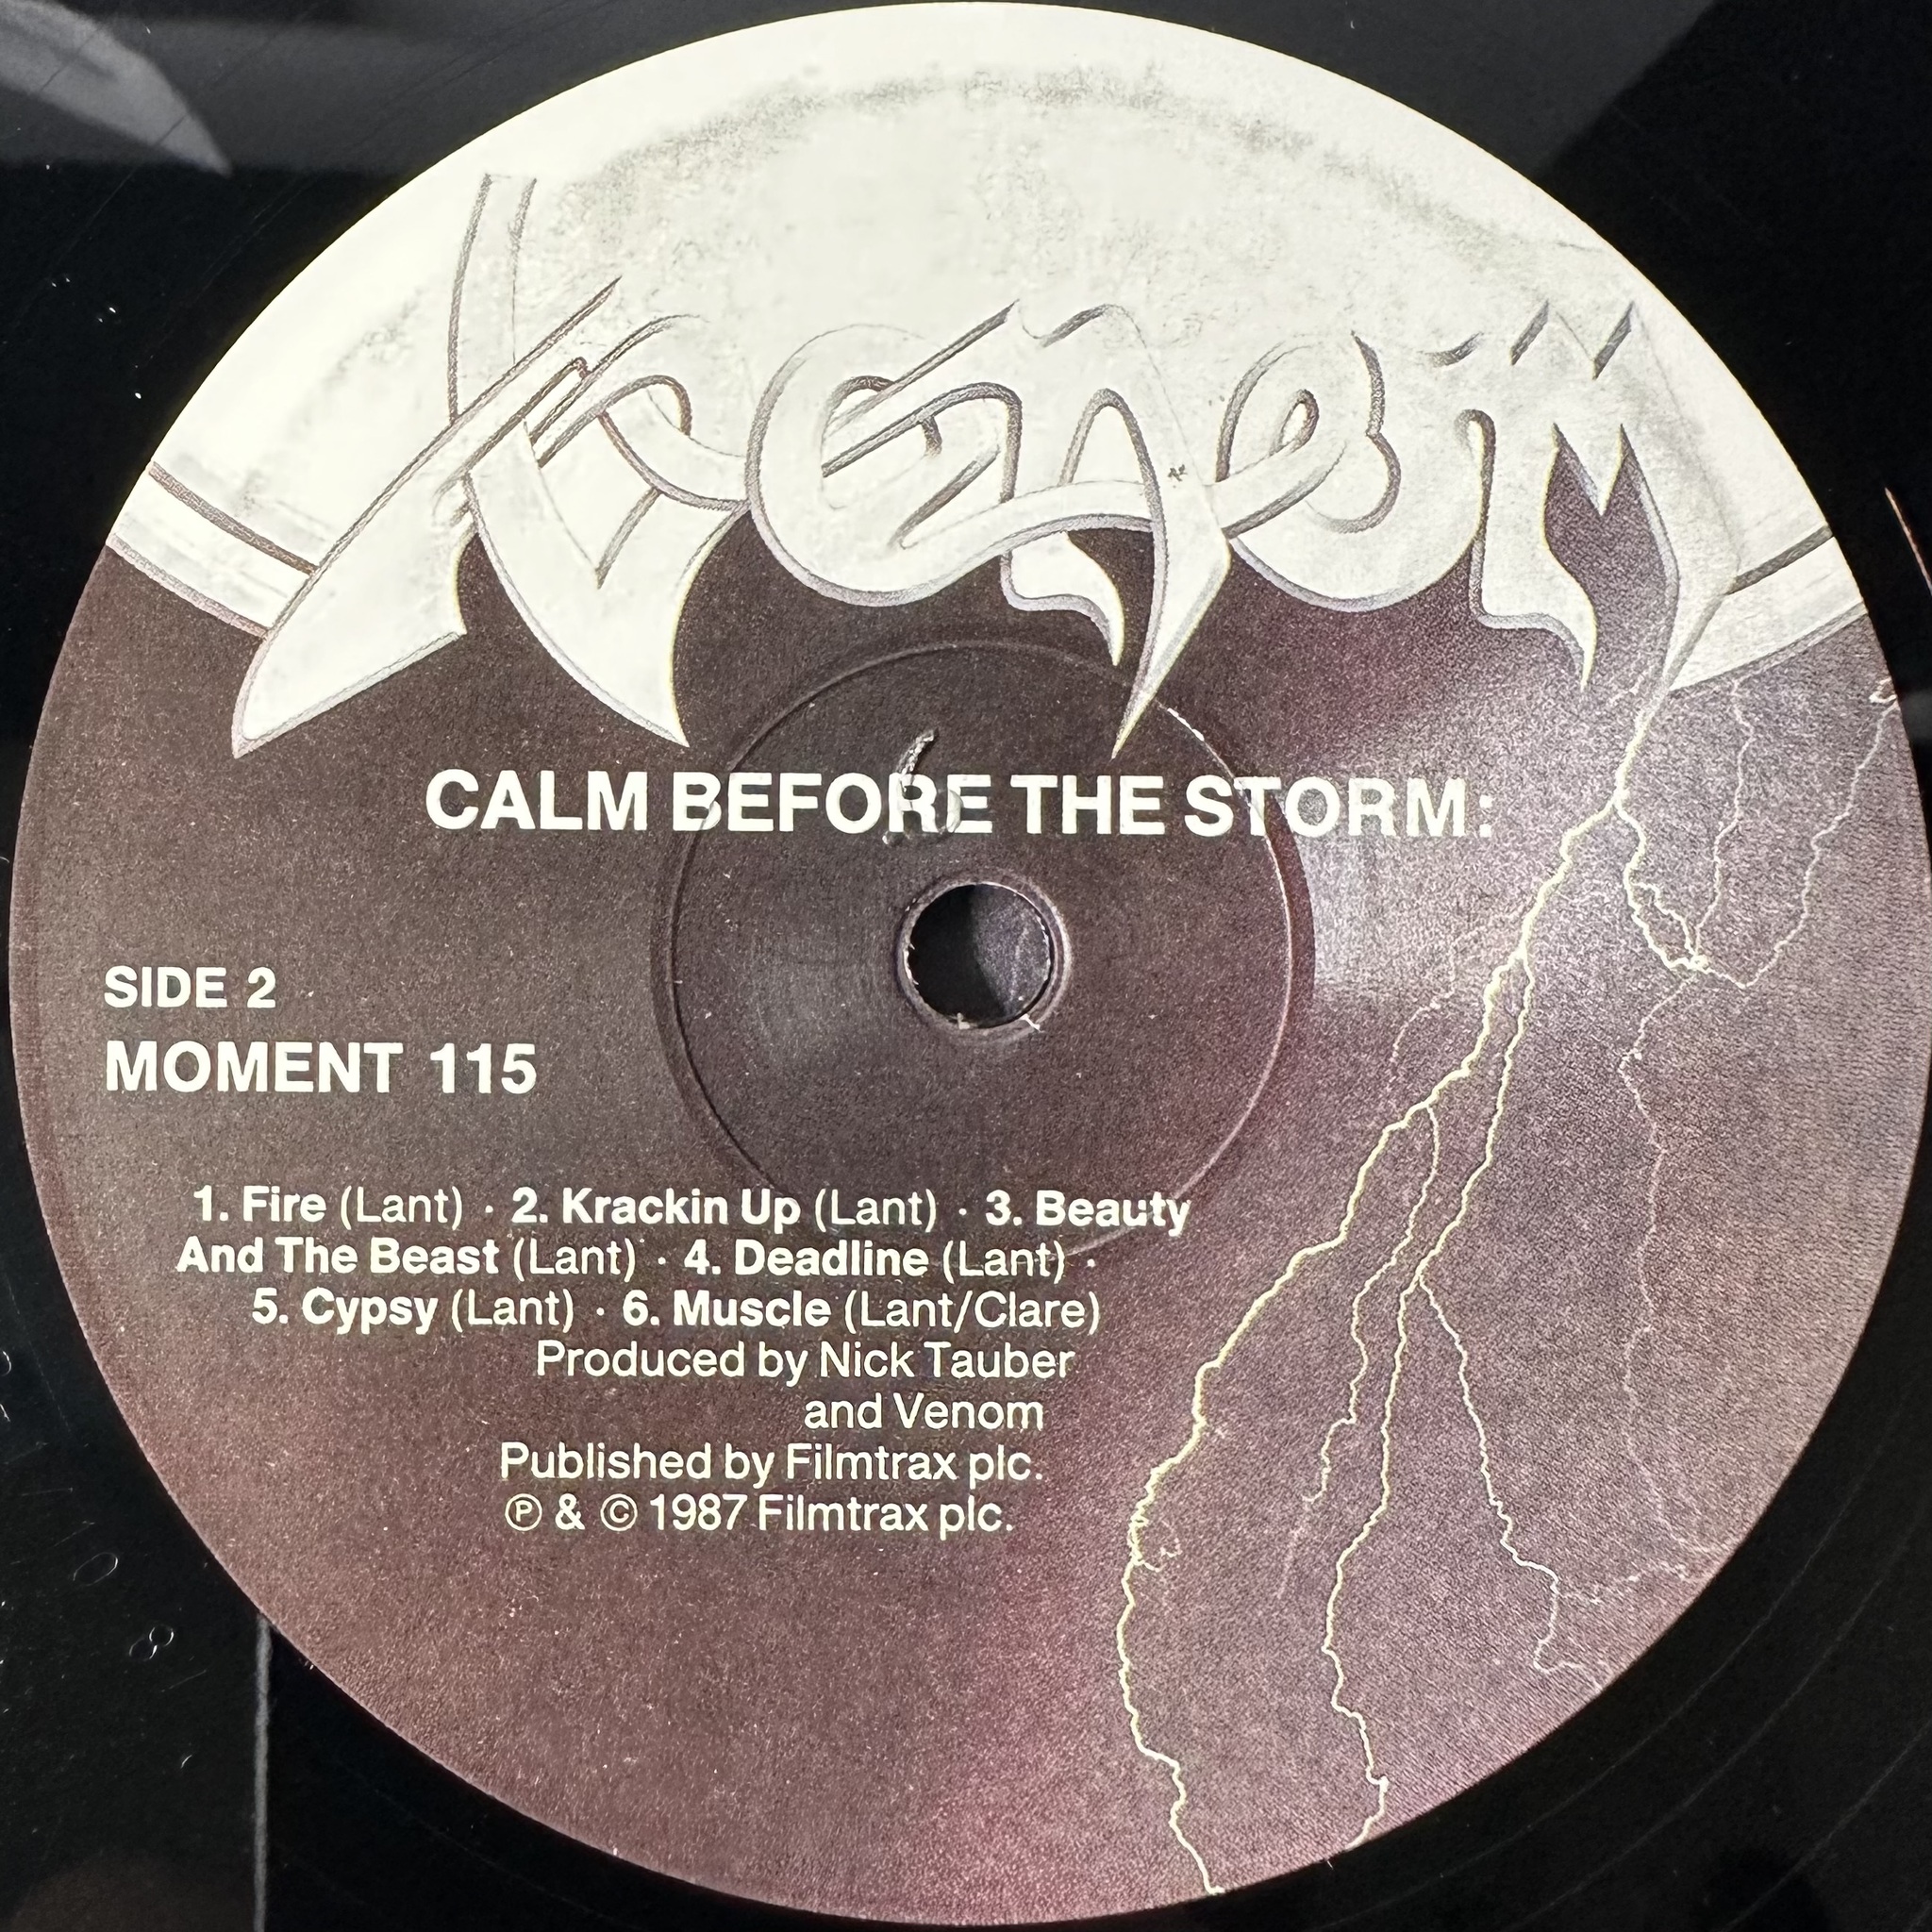 Venom
CALM BEFORE THE STORM:
SIDE 2
MOMENT 115
1. Fire (Lant) · 2. Krackin Up (Lant) · 3. Beauty
And The Beast (Lant) · 4. Deadline (Lant) ·
5. Cypsy (Lant) · 6. Muscle (Lant/Clare)
Produced by Nick Tauber
and Venom
Published by Filmtrax plc.
℗ & © 1987 Filmtrax plc.